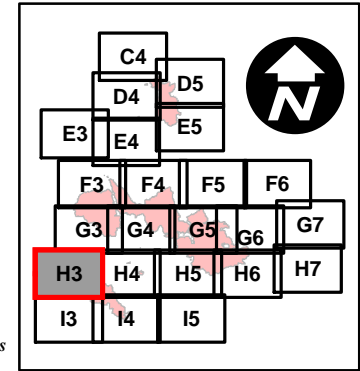 C4
D4 D5
N
E3 E4 E5
F3 F4 F5 F6
G3 G4 G5 G6 G7
H3 H4 H5 H6 H7
I3 I4 I5
s